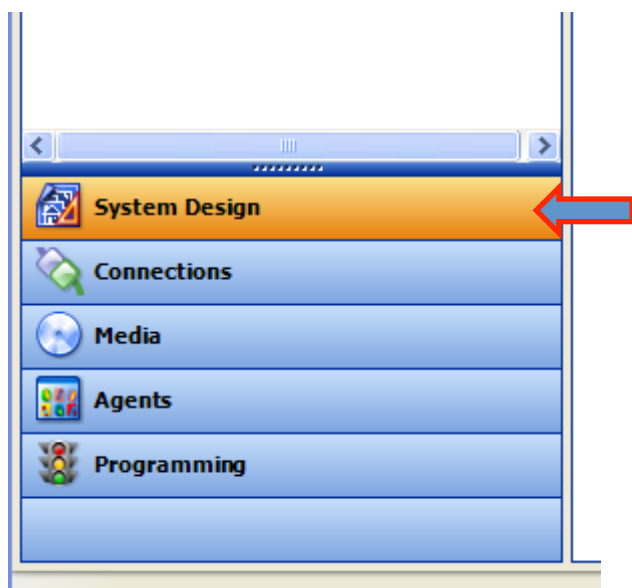 System Design
Connections
Media
Agents
Programming